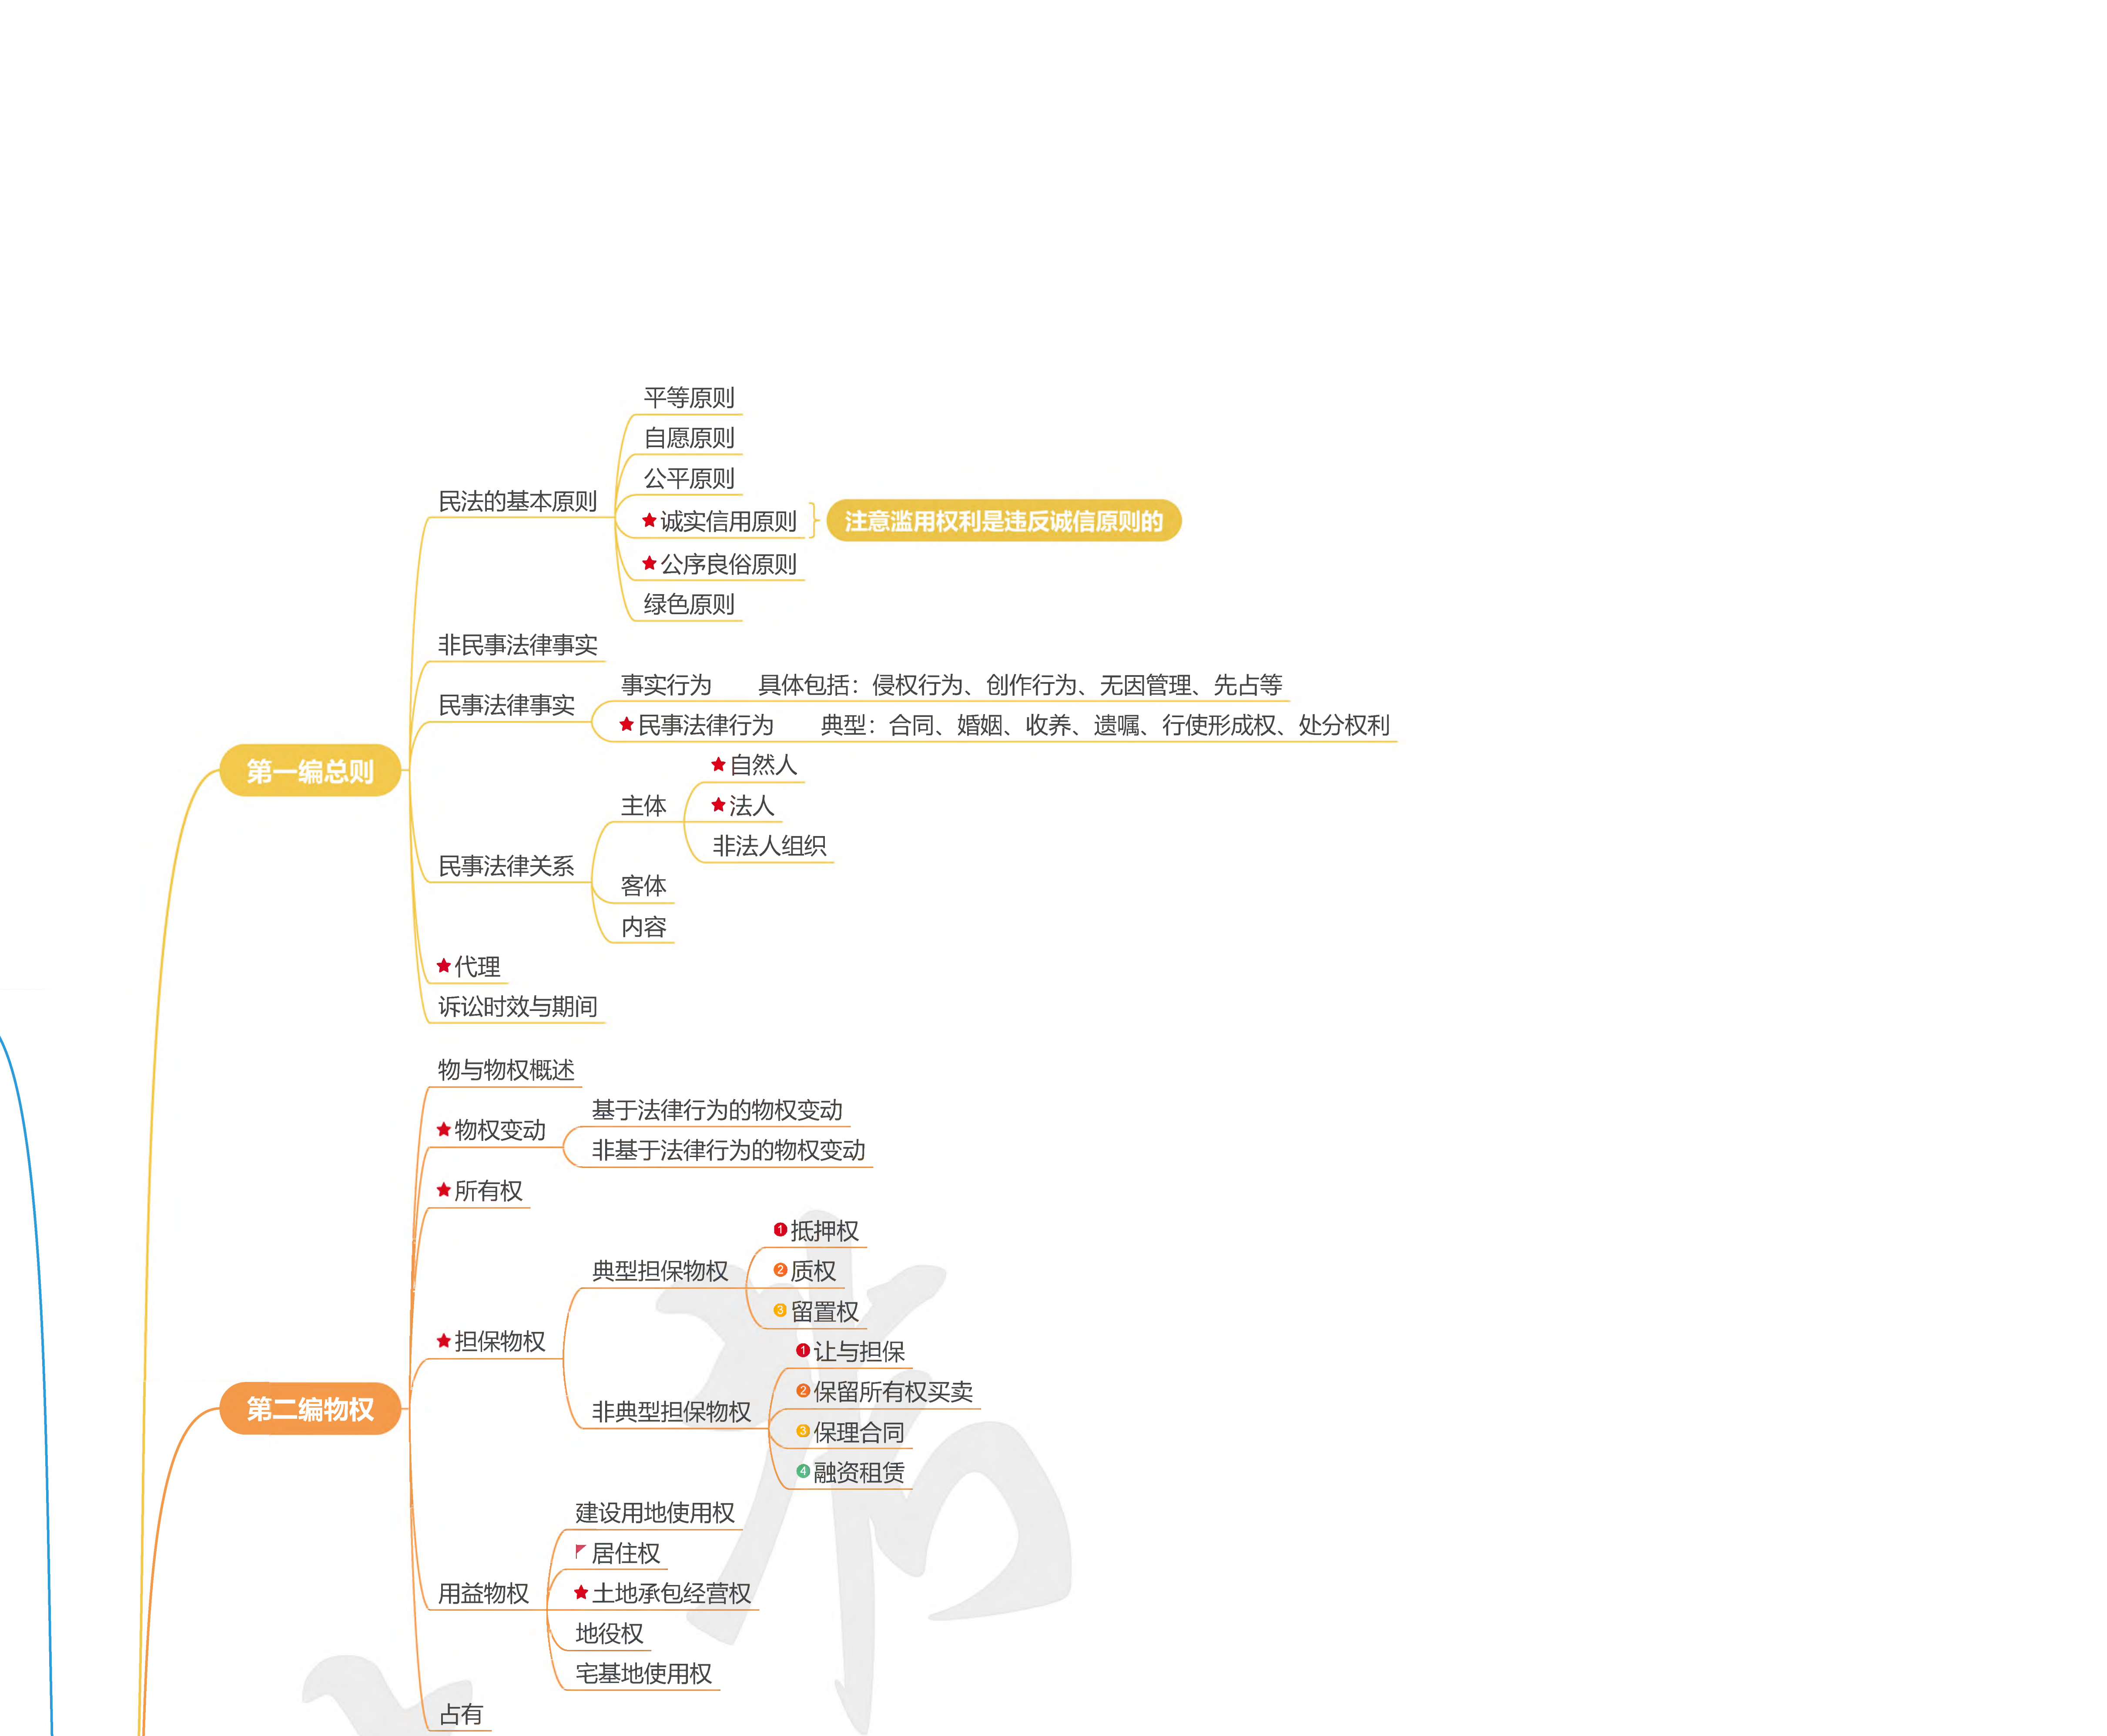 第一编总则
民法的基本原则
平等原则
自愿原则
公平原则
诚实信用原则
注意滥用权利是违反诚信原则的
公序良俗原则
绿色原则
非民事法律事实
民事法律事实
事实行为 具体包括：侵权行为、创作行为、无因管理、先占等
民事法律行为 典型：合同、婚姻、收养、遗嘱、行使形成权、处分权利
民事法律关系
主体
自然人
法人
非法人组织
客体
内容
代理
诉讼时效与期间
第二编物权
物与物权概述
物权变动
基于法律行为的物权变动
非基于法律行为的物权变动
所有权
担保物权
典型担保物权
1 抵押权
2 质权
3 留置权
非典型担保物权
1 让与担保
2 保留所有权买卖
3 保理合同
4 融资租赁
用益物权
建设用地使用权
居住权
土地承包经营权
地役权
宅基地使用权
占有